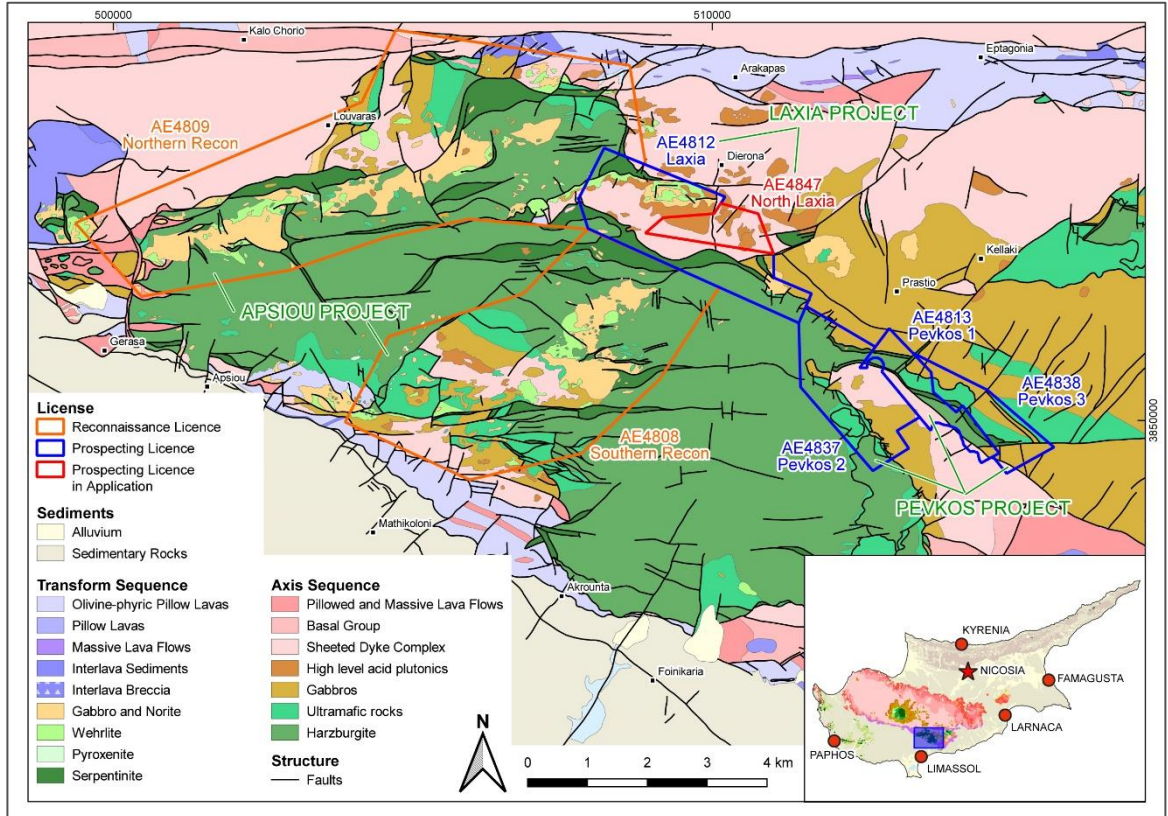 500000
510000
Kalo Chorio
Eptagonia
Arakapas
LAXIA PROJECT
Louvaras
AE4809
Northern Recon
AE4812
Laxia
Dierona
AE4847
North Laxia
Kellaki
Prastio
APSIOU PROJECT
AE4813
Pevkos 1
Gerasa
Apsiou
AE4838
Pevkos 3
3850000
AE4808
Southern Recon
AE4837
Pevkos 2
PEVKOS PROJECT
Mathikoloni
Akrounta
Foinikaria
License
Reconnaissance Licence
Prospecting Licence
Prospecting Licence
in Application
Sediments
Alluvium
Sedimentary Rocks
Transform Sequence
Olivine-phyric Pillow Lavas
Pillow Lavas
Massive Lava Flows
Interlava Sediments
Interlava Breccia
Gabbro and Norite
Wehrlite
Pyroxenite
Serpentinite
Axis Sequence
Pillowed and Massive Lava Flows
Basal Group
Sheeted Dyke Complex
High level acid plutonics
Gabbros
Ultramafic rocks
Harzburgite
Structure
Faults
N
0 1 2 3 4 km
KYRENIA
NICOSIA
FAMAGUSTA
LARNACA
PAPHOS
LIMASSOL